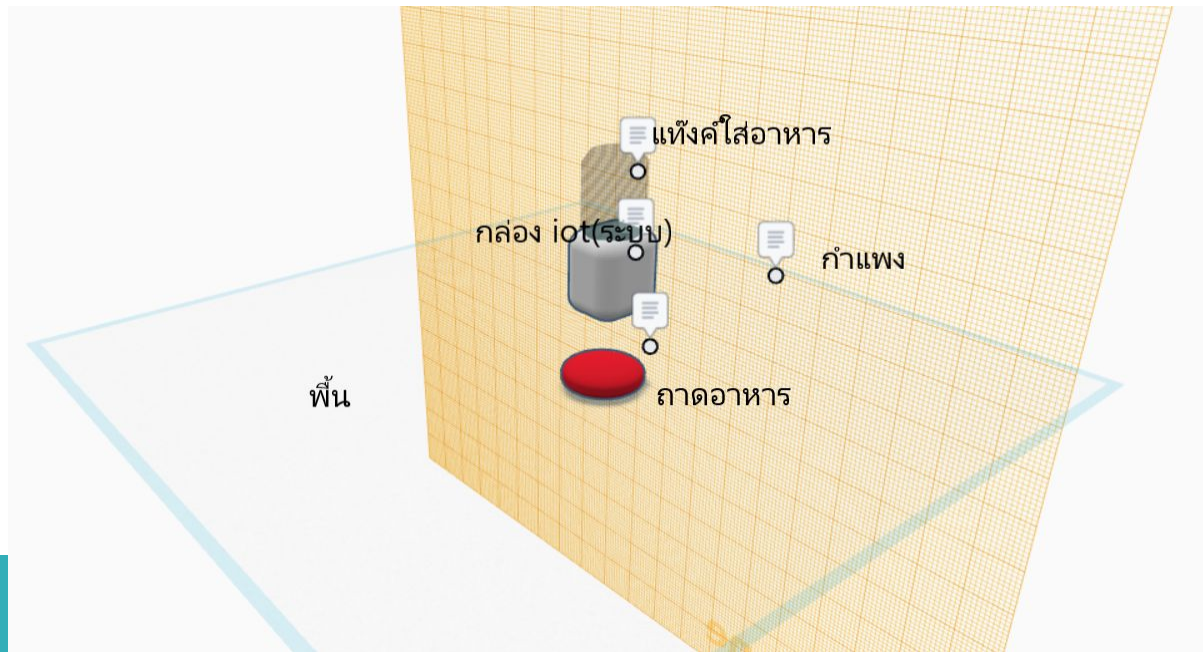 แท๊งค์ใส่อาหาร
กล่อง iot(ระบบ)
กำแพง
พื้น
ถาดอาหาร